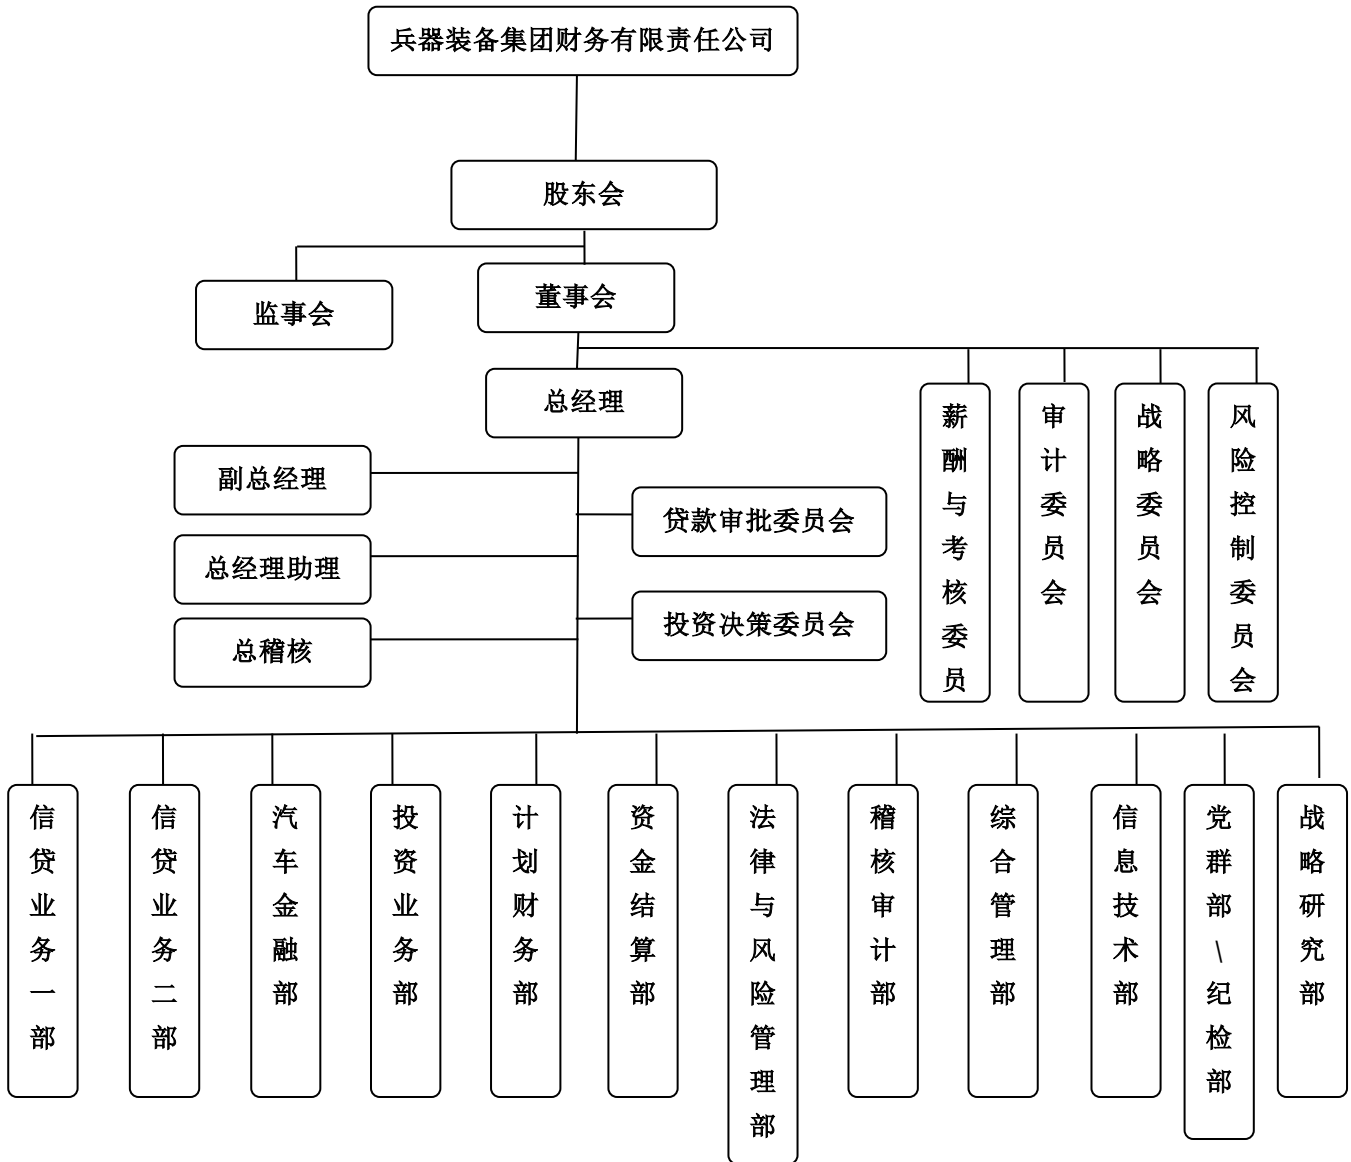 兵器装备集团财务有限责任公司
股东会
监事会
董事会
总经理
薪酬与考核委员
审计委员会
战略委员会
风险控制委员会
副总经理
贷款审批委员会
总经理助理
投资决策委员会
总稽核
信贷业务一部
信贷业务二部
汽车金融部
投资业务部
计划财务部
资金结算部
法律与风险管理部
稽核审计部
综合管理部
信息技术部
党群部\纪检部
战略研究部